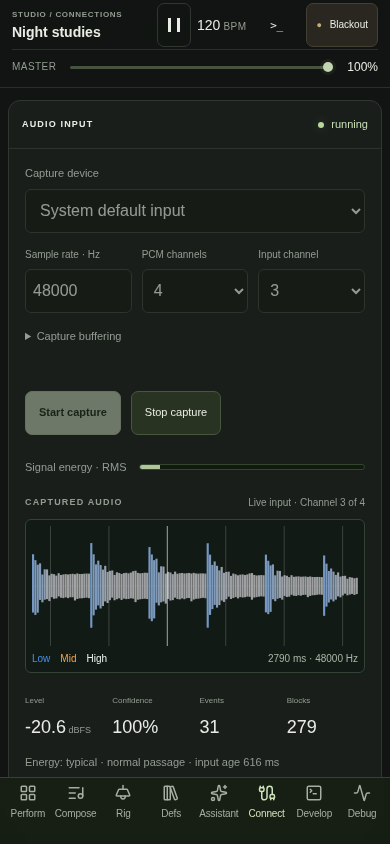 STUDIO / CONNECTIONS
Night studies
120 BPM
>_
Blackout
MASTER
100%
AUDIO INPUT
running
Capture device
System default input
Sample rate · Hz
PCM channels
Input channel
48000
4
3
Capture buffering
Start capture
Stop capture
Signal energy · RMS
CAPTURED AUDIO
Live input · Channel 3 of 4
Low Mid High
2790 ms · 48000 Hz
Level
Confidence
Events
Blocks
-20.6 dBFS
100%
31
279
Energy: typical · normal passage · input age 616 ms
Perform
Compose
Rig
Defs
Assistant
Connect
Develop
Debug